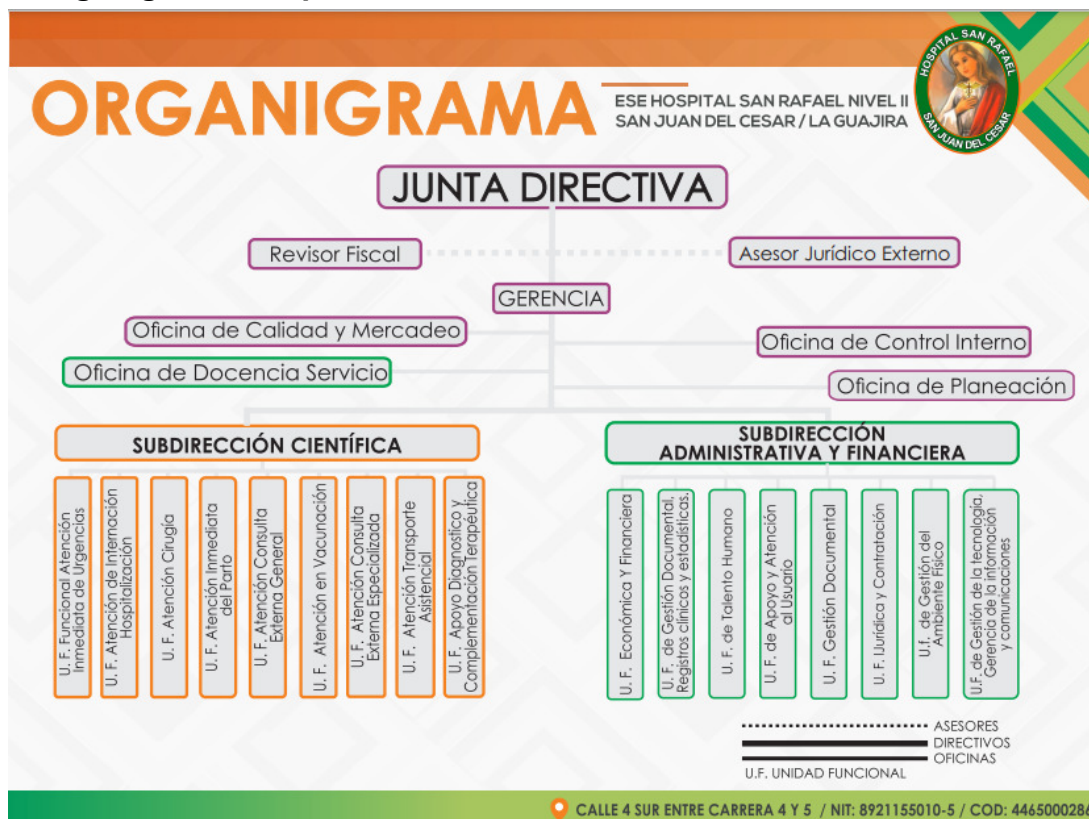 ORGANIGRAMA
ESE HOSPITAL SAN RAFAEL NIVEL II
SAN JUAN DEL CESAR / LA GUAJIRA
HOSPITAL SAN RAFAEL
SAN JUAN DEL CESAR
JUNTA DIRECTIVA
Revisor Fiscal
Asesor Jurídico Externo
GERENCIA
Oficina de Calidad y Mercadeo
Oficina de Control Interno
Oficina de Docencia Servicio
Oficina de Planeación
SUBDIRECCIÓN CIENTÍFICA
U. F. Funcional Atención
Inmediata de Urgencias
U. F. Atención de Internación
Hospitalización
U. F. Atención Cirugía
U. F. Atención Inmediata
del Parto
U. F. Atención Consulta
Externa General
U. F. Atención en Vacunación
U. F. Atención Consulta
Externa Especializada
U. F. Atención Transporte
Asistencial
U. F. Apoyo Diagnostico y
Complementación Terapéutica
SUBDIRECCIÓN
ADMINISTRATIVA Y FINANCIERA
U. F. Económica Y Financiera
U. F. de Gestión Documental,
Registros clínicos y estadísticas.
U. F. de Talento Humano
U. F. de Apoyo y Atención
al Usuario
U. F. Gestión Documental
U. F. IJurídica y Contratación
U.f. de Gestión del
Ambiente Físico
U.F. de Gestión de la tecnología,
Gerencia de la información
y comunicaciones
ASESORES
DIRECTIVOS
OFICINAS
U.F. UNIDAD FUNCIONAL
CALLE 4 SUR ENTRE CARRERA 4 Y 5 / NIT: 8921155010-5 / COD: 4465000286